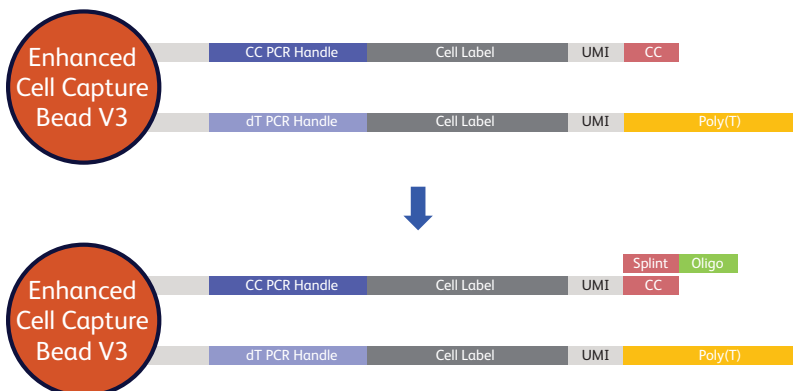 Enhanced
Cell Capture
Bead V3
CC PCR Handle Cell Label UMI CC
dT PCR Handle Cell Label UMI Poly(T)
Splint Oligo
Enhanced
Cell Capture
Bead V3
CC PCR Handle Cell Label UMI CC
dT PCR Handle Cell Label UMI Poly(T)